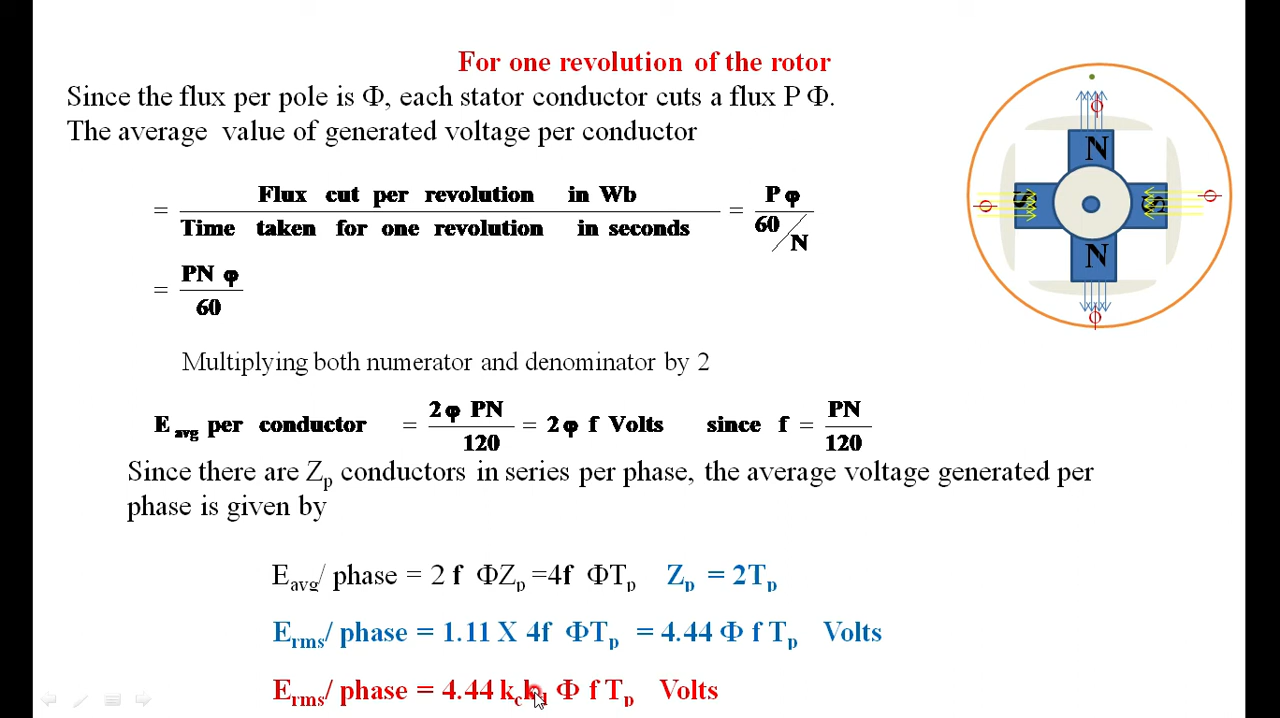 For one revolution of the rotor
Since the flux per pole is Φ, each stator conductor cuts a flux P Φ.
The average value of generated voltage per conductor
= Flux cut per revolution in Wb / Time taken for one revolution in seconds = P φ / 60/N
= PN φ / 60
Multiplying both numerator and denominator by 2
E avg per conductor = 2 φ PN / 120 = 2 φ f Volts since f = PN / 120
Since there are Zp conductors in series per phase, the average voltage generated per
phase is given by
Eavg/ phase = 2 f ΦZp =4f ΦTp Zp = 2Tp
Erms/ phase = 1.11 X 4f ΦTp = 4.44 Φ f Tp Volts
Erms/ phase = 4.44 kckd Φ f Tp Volts
Φ
N
Φ S S Φ
N
Φ